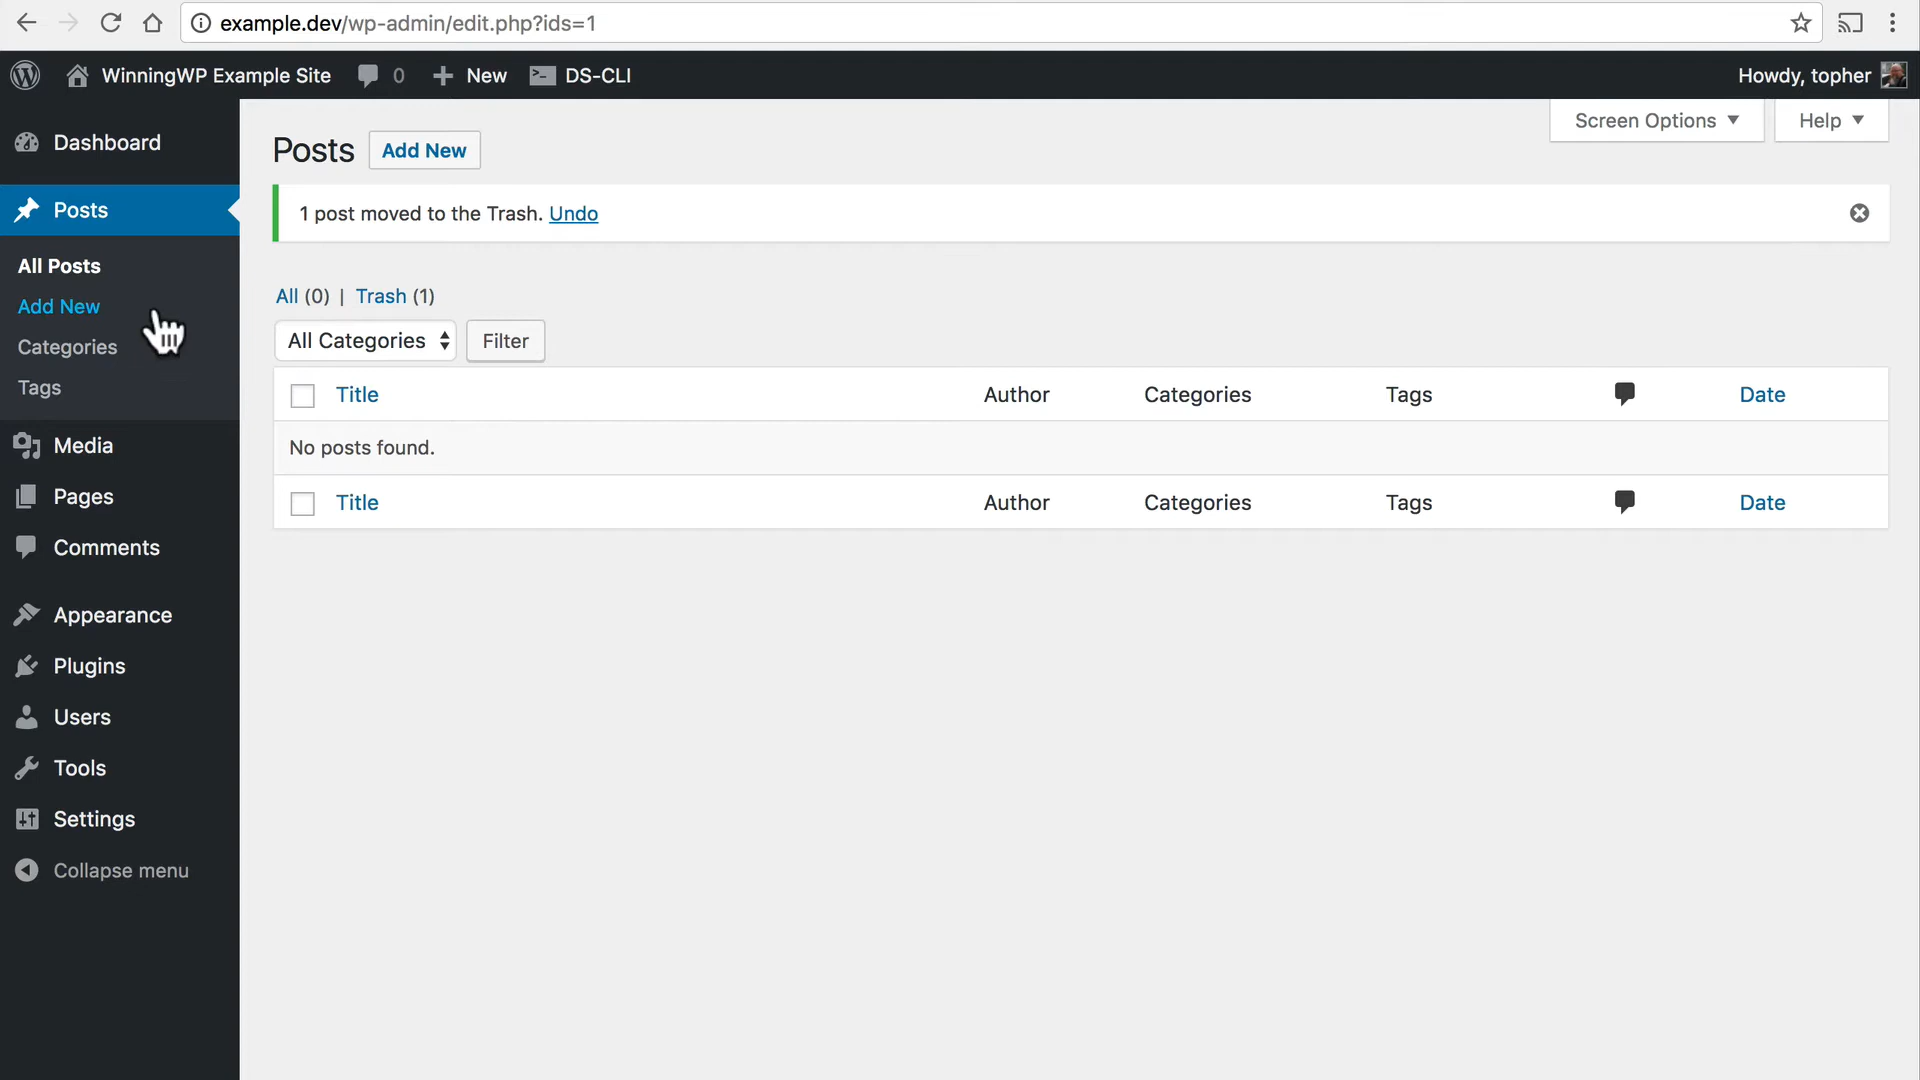 example.dev/wp-admin/edit.php?ids=1
WinningWP Example Site
0
New
DS-CLI
Howdy, topher
Dashboard
Posts
All Posts
Add New
Categories
Tags
Media
Pages
Comments
Appearance
Plugins
Users
Tools
Settings
Collapse menu
Screen Options
Help
Posts
Add New
1 post moved to the Trash. Undo
All (0) | Trash (1)
All Categories
Filter
Title Author Categories Tags Date
No posts found.
Title Author Categories Tags Date